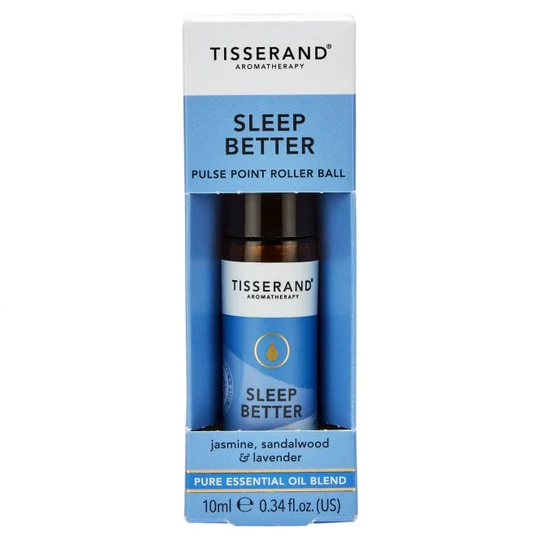 TISSERAND®
AROMATHERAPY
SLEEP
BETTER
PULSE POINT ROLLER BALL
TISSERAND®
AROMATHERAPY
SLEEP
BETTER
jasmine, sandalwood
& lavender
PURE ESSENTIAL OIL BLEND
10ml ℮ 0.34 fl.oz. (US)